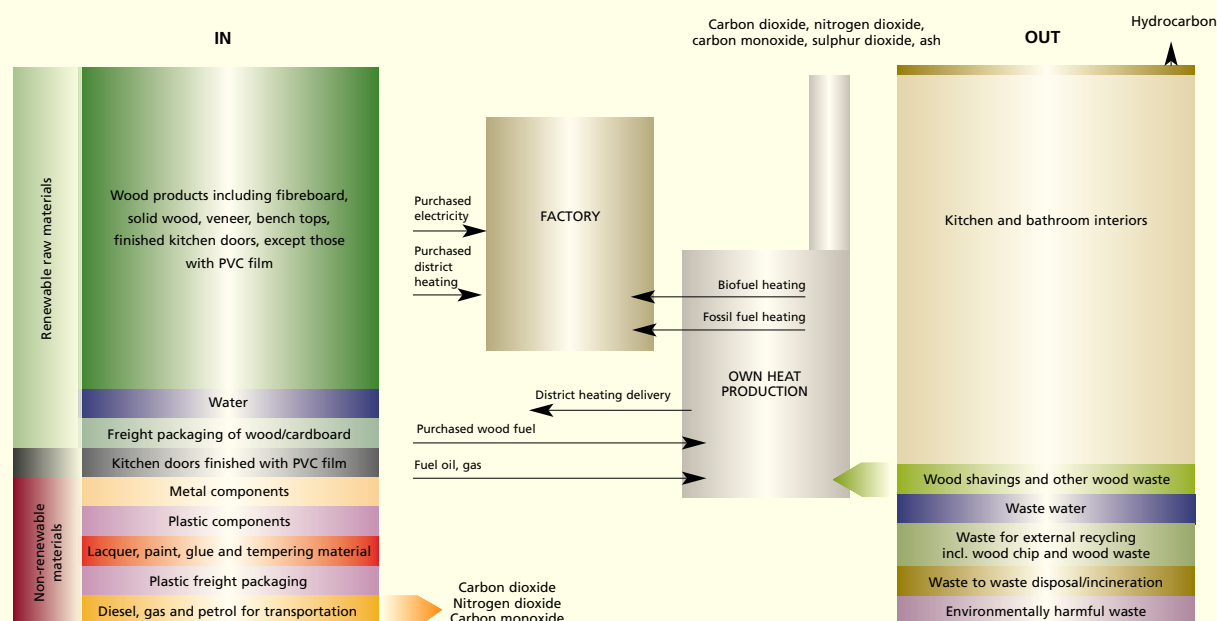 IN
Renewable raw materials
Wood products including fibreboard,
solid wood, veneer, bench tops,
finished kitchen doors, except those
with PVC film
Water
Freight packaging of wood/cardboard
Kitchen doors finished with PVC film
Non-renewable
materials
Metal components
Plastic components
Lacquer, paint, glue and tempering material
Plastic freight packaging
Diesel, gas and petrol for transportation
Carbon dioxide
Nitrogen dioxide
Carbon monoxide
Purchased
electricity
Purchased
district
heating
FACTORY
Carbon dioxide, nitrogen dioxide,
carbon monoxide, sulphur dioxide, ash
Biofuel heating
Fossil fuel heating
OWN HEAT
PRODUCTION
District heating delivery
Purchased wood fuel
Fuel oil, gas
OUT
Hydrocarbon
Kitchen and bathroom interiors
Wood shavings and other wood waste
Waste water
Waste for external recycling
incl. wood chip and wood waste
Waste to waste disposal/incineration
Environmentally harmful waste